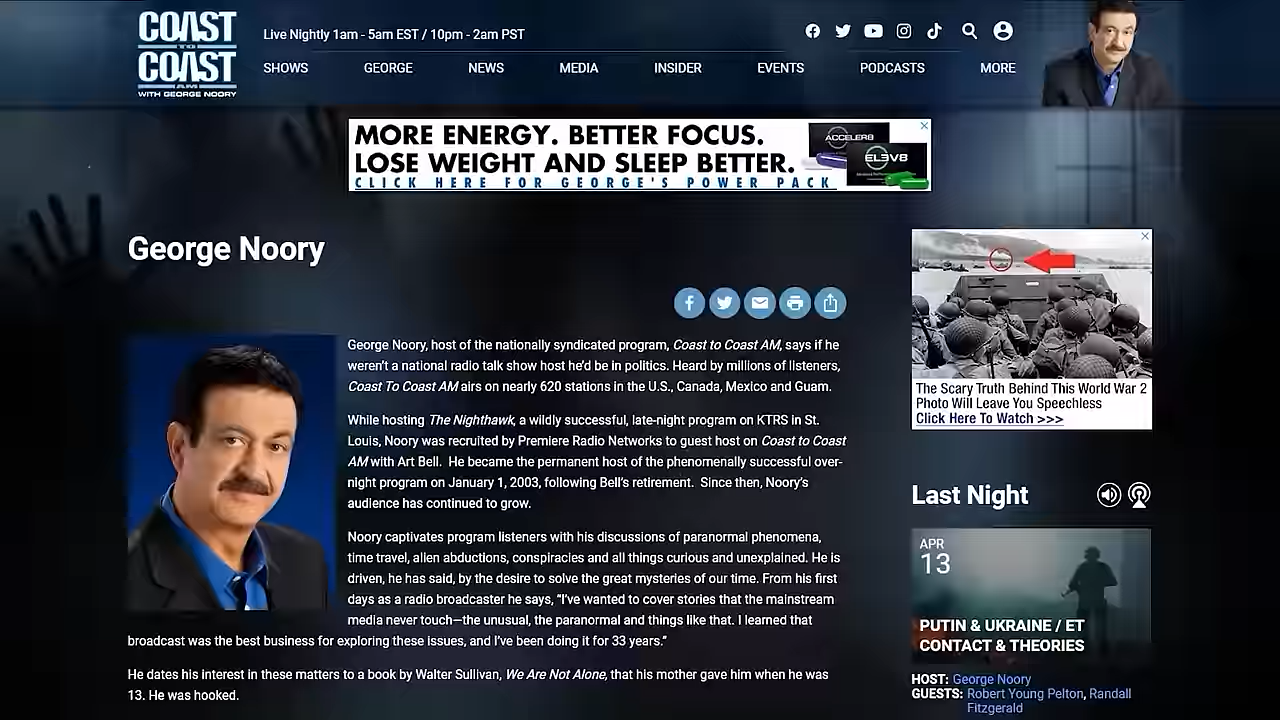 COAST
TO
COAST
AM
WITH GEORGE NOORY
Live Nightly 1am - 5am EST / 10pm - 2am PST
SHOWS
GEORGE
NEWS
MEDIA
INSIDER
EVENTS
PODCASTS
MORE
MORE ENERGY. BETTER FOCUS.
LOSE WEIGHT AND SLEEP BETTER.
CLICK HERE FOR GEORGE'S POWER PACK
ACCELER8
ELEV8
George Noory
George Noory, host of the nationally syndicated program, Coast to Coast AM, says if he
weren't a national radio talk show host he'd be in politics. Heard by millions of listeners,
Coast To Coast AM airs on nearly 620 stations in the U.S., Canada, Mexico and Guam.
While hosting The Nighthawk, a wildly successful, late-night program on KTRS in St.
Louis, Noory was recruited by Premiere Radio Networks to guest host on Coast to Coast
AM with Art Bell. He became the permanent host of the phenomenally successful over-
night program on January 1, 2003, following Bell's retirement. Since then, Noory's
audience has continued to grow.
Noory captivates program listeners with his discussions of paranormal phenomena,
time travel, alien abductions, conspiracies and all things curious and unexplained. He is
driven, he has said, by the desire to solve the great mysteries of our time. From his first
days as a radio broadcaster he says, "I've wanted to cover stories that the mainstream
media never touch—the unusual, the paranormal and things like that. I learned that
broadcast was the best business for exploring these issues, and I've been doing it for 33 years."
He dates his interest in these matters to a book by Walter Sullivan, We Are Not Alone, that his mother gave him when he was
13. He was hooked.
The Scary Truth Behind This World War 2
Photo Will Leave You Speechless
Click Here To Watch >>>
Last Night
APR
13
PUTIN & UKRAINE / ET
CONTACT & THEORIES
HOST: George Noory
GUESTS: Robert Young Pelton, Randall
Fitzgerald